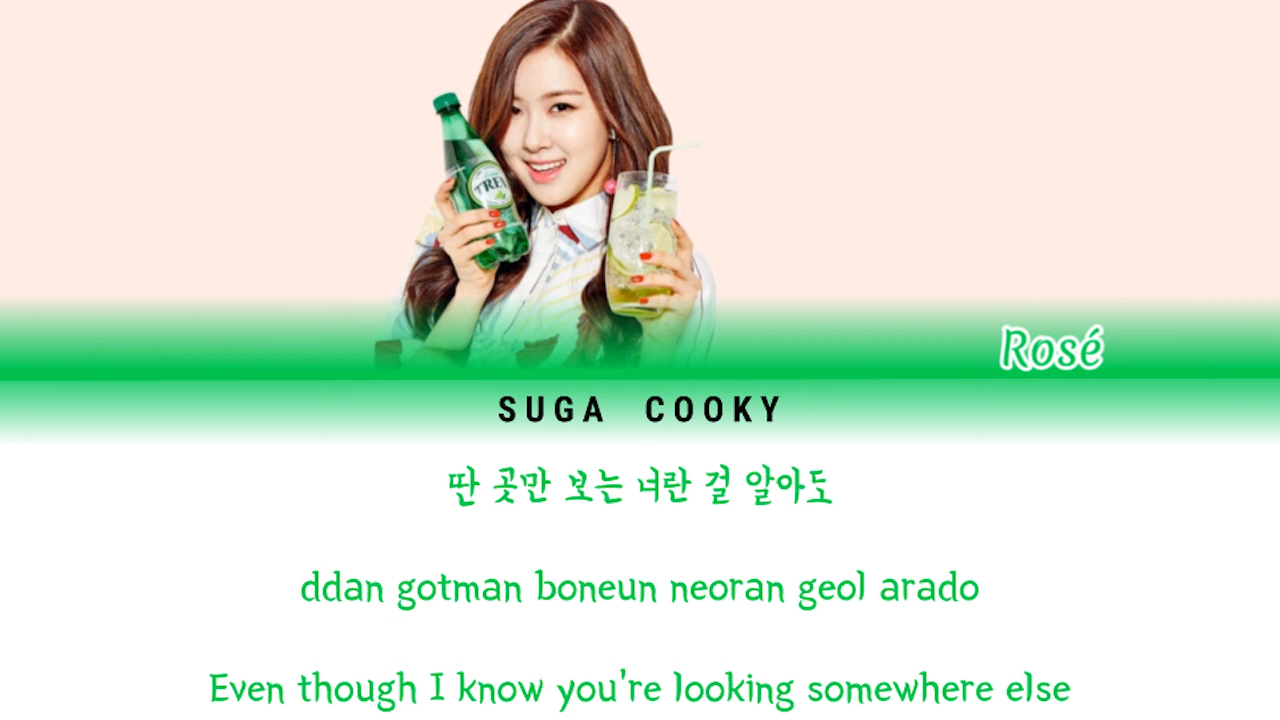 TREVI
Rosé
SUGA COOKY
딴 곳만 보는 너란 걸 알아도
ddan gotman boneun neoran geol arado
Even though I know you're looking somewhere else